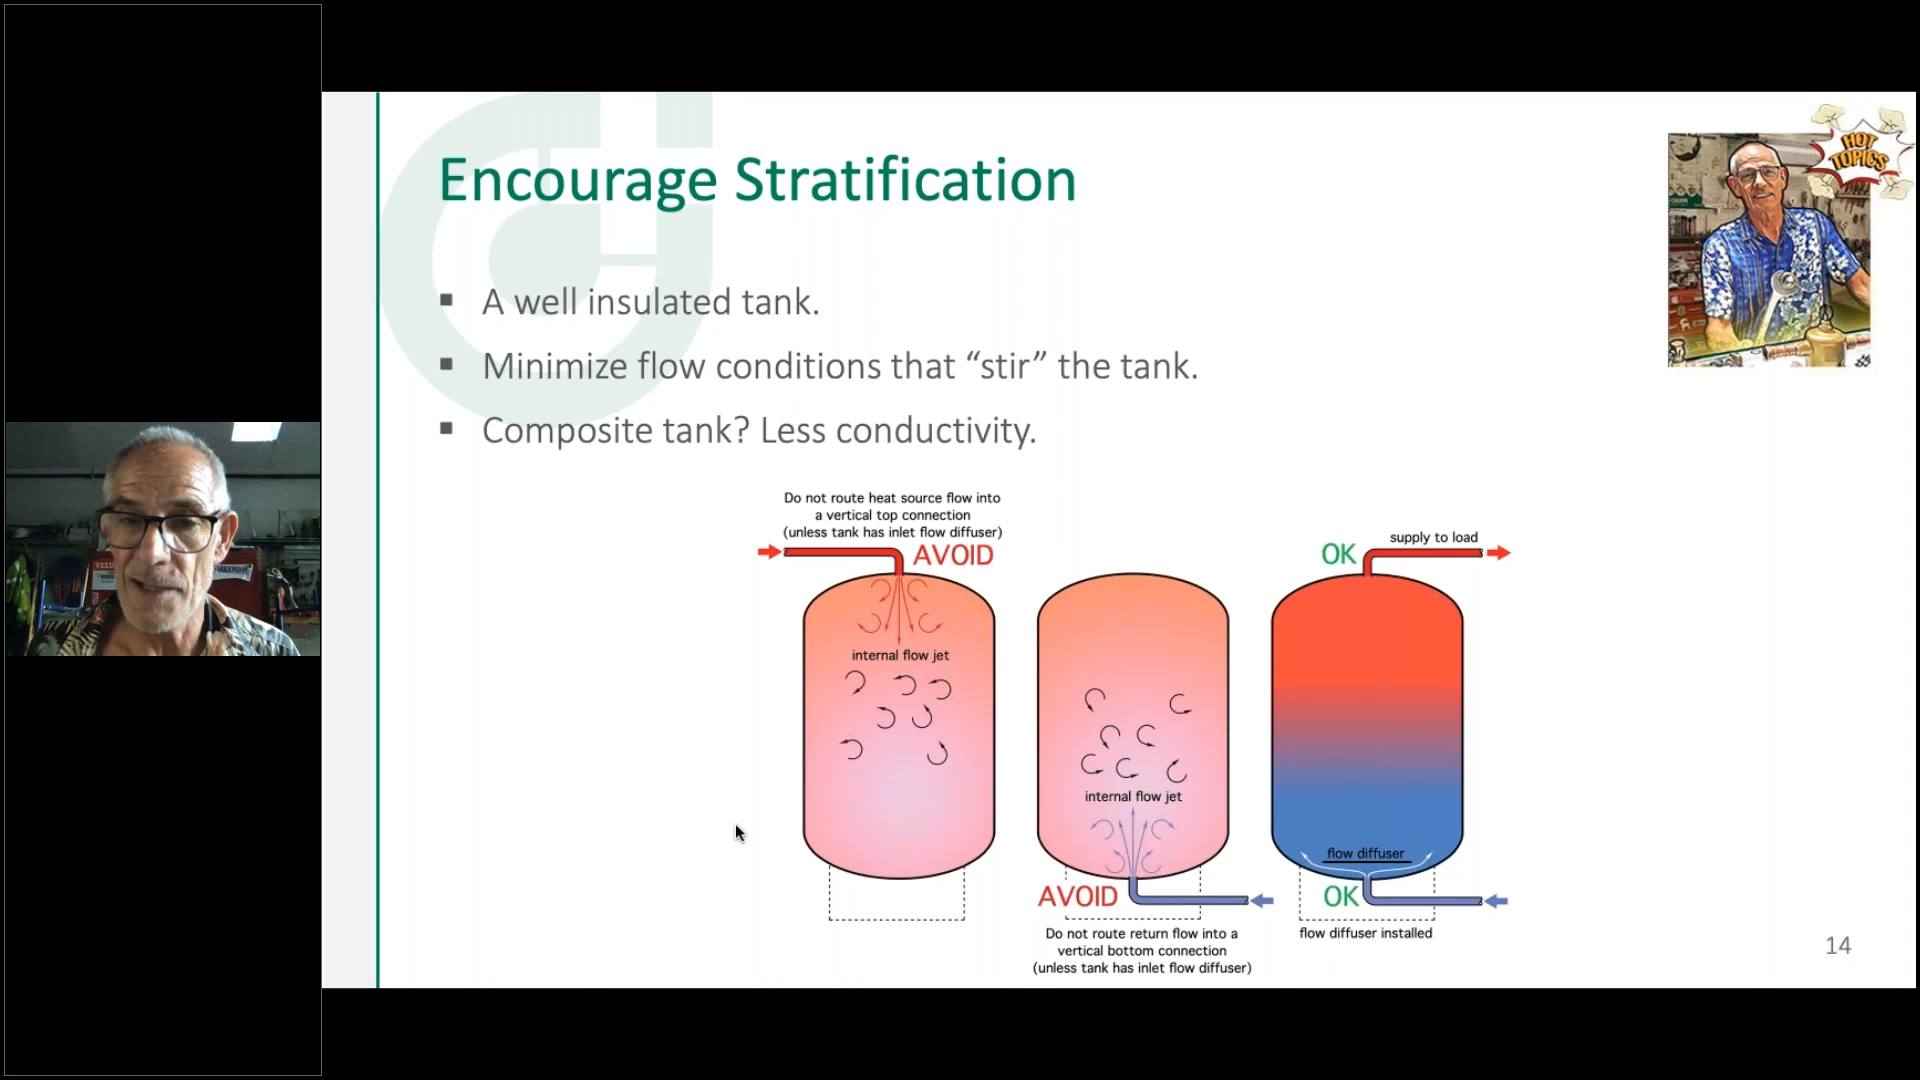 HOT
TOPICS
Encourage Stratification
A well insulated tank.
Minimize flow conditions that “stir” the tank.
Composite tank? Less conductivity.
Do not route heat source flow into
a vertical top connection
(unless tank has inlet flow diffuser)
AVOID
internal flow jet
internal flow jet
AVOID
Do not route return flow into a
vertical bottom connection
(unless tank has inlet flow diffuser)
supply to load
OK
flow diffuser
OK
flow diffuser installed
14